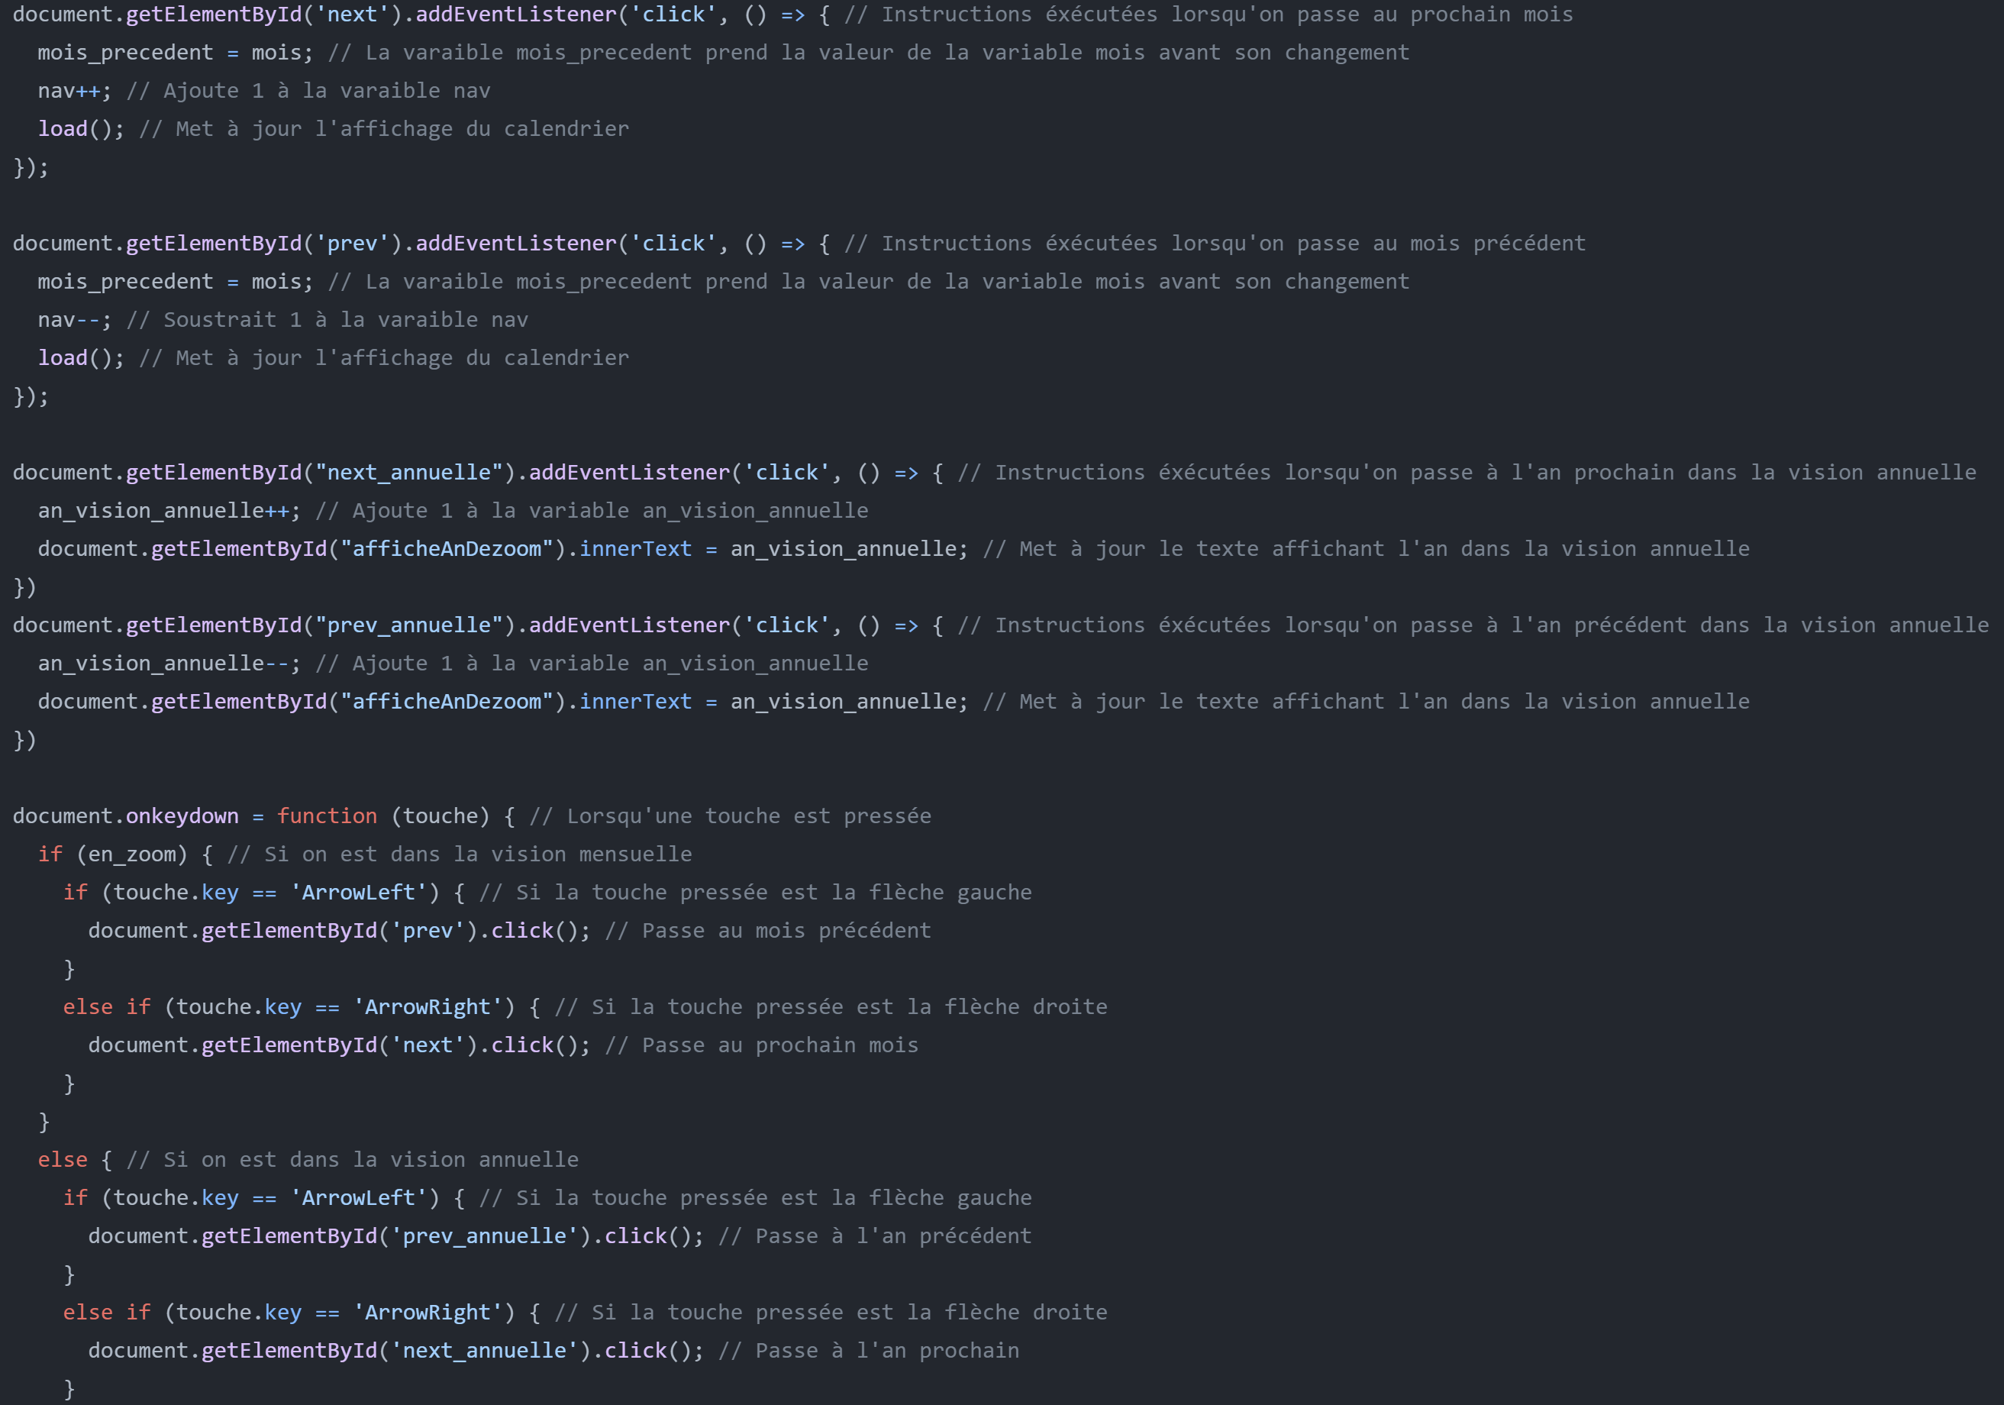 document.getElementById('next').addEventListener('click', () => { // Instructions éxécutées lorsqu'on passe au prochain mois
  mois_precedent = mois; // La varaible mois_precedent prend la valeur de la variable mois avant son changement
  nav++; // Ajoute 1 à la varaible nav
  load(); // Met à jour l'affichage du calendrier
});

document.getElementById('prev').addEventListener('click', () => { // Instructions éxécutées lorsqu'on passe au mois précédent
  mois_precedent = mois; // La varaible mois_precedent prend la valeur de la variable mois avant son changement
  nav--; // Soustrait 1 à la varaible nav
  load(); // Met à jour l'affichage du calendrier
});

document.getElementById("next_annuelle").addEventListener('click', () => { // Instructions éxécutées lorsqu'on passe à l'an prochain dans la vision annuelle
  an_vision_annuelle++; // Ajoute 1 à la variable an_vision_annuelle
  document.getElementById("afficheAnDezoom").innerText = an_vision_annuelle; // Met à jour le texte affichant l'an dans la vision annuelle
})
document.getElementById("prev_annuelle").addEventListener('click', () => { // Instructions éxécutées lorsqu'on passe à l'an précédent dans la vision annuelle
  an_vision_annuelle--; // Ajoute 1 à la variable an_vision_annuelle
  document.getElementById("afficheAnDezoom").innerText = an_vision_annuelle; // Met à jour le texte affichant l'an dans la vision annuelle
})

document.onkeydown = function (touche) { // Lorsqu'une touche est pressée
  if (en_zoom) { // Si on est dans la vision mensuelle
    if (touche.key == 'ArrowLeft') { // Si la touche pressée est la flèche gauche
      document.getElementById('prev').click(); // Passe au mois précédent
    }
    else if (touche.key == 'ArrowRight') { // Si la touche pressée est la flèche droite
      document.getElementById('next').click(); // Passe au prochain mois
    }
  }
  else { // Si on est dans la vision annuelle
    if (touche.key == 'ArrowLeft') { // Si la touche pressée est la flèche gauche
      document.getElementById('prev_annuelle').click(); // Passe à l'an précédent
    }
    else if (touche.key == 'ArrowRight') { // Si la touche pressée est la flèche droite
      document.getElementById('next_annuelle').click(); // Passe à l'an prochain
    }